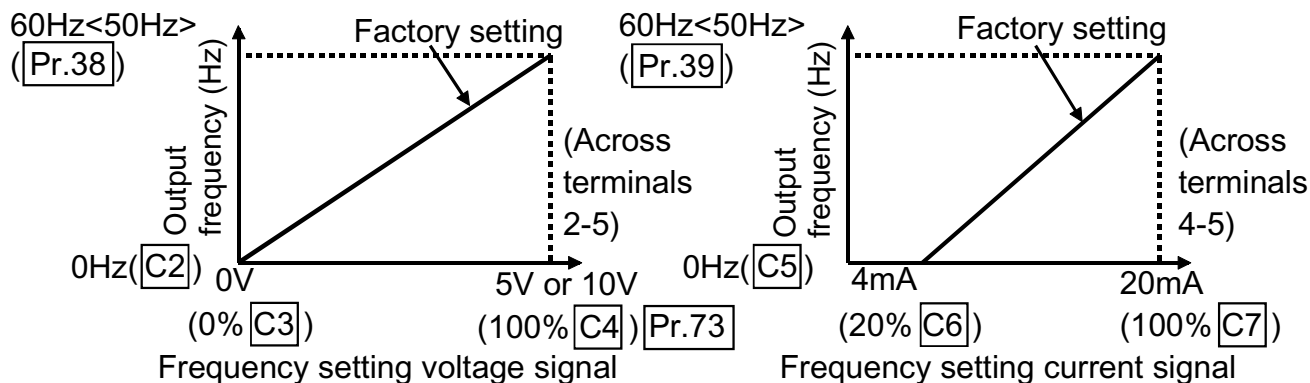 60Hz<50Hz>
(Pr.38)
Output
frequency (Hz)
Factory setting
(Across
terminals
2-5)
0Hz(C2)
0V
5V or 10V
(0% C3)
(100% C4) Pr.73
Frequency setting voltage signal
60Hz<50Hz>
(Pr.39)
Output
frequency (Hz)
Factory setting
(Across
terminals
4-5)
0Hz(C5)
4mA
20mA
(20% C6)
(100% C7)
Frequency setting current signal